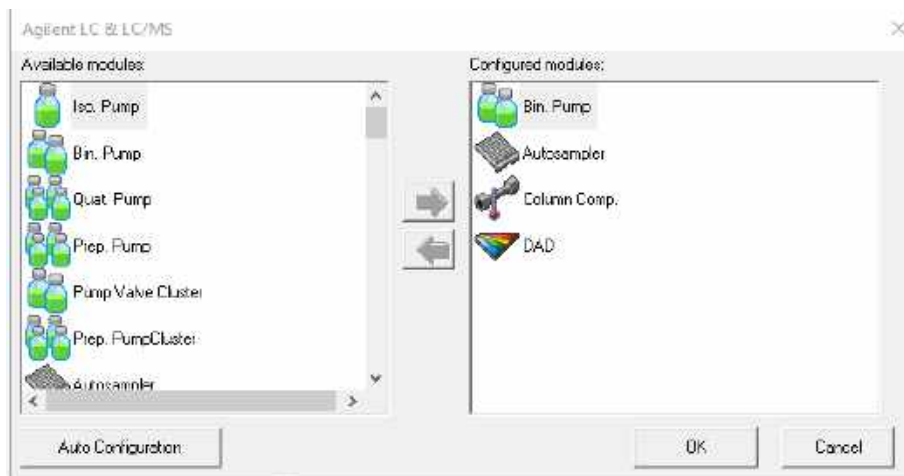 Agilent LC & LC/MS
Available modules:
Iso. Pump
Bin. Pump
Quat. Pump
Prep. Pump
Pump Valve Cluster
Prep. PumpCluster
Autosampler
Configured modules:
Bin. Pump
Autosampler
Column Comp.
DAD
Auto Configuration
OK
Cancel